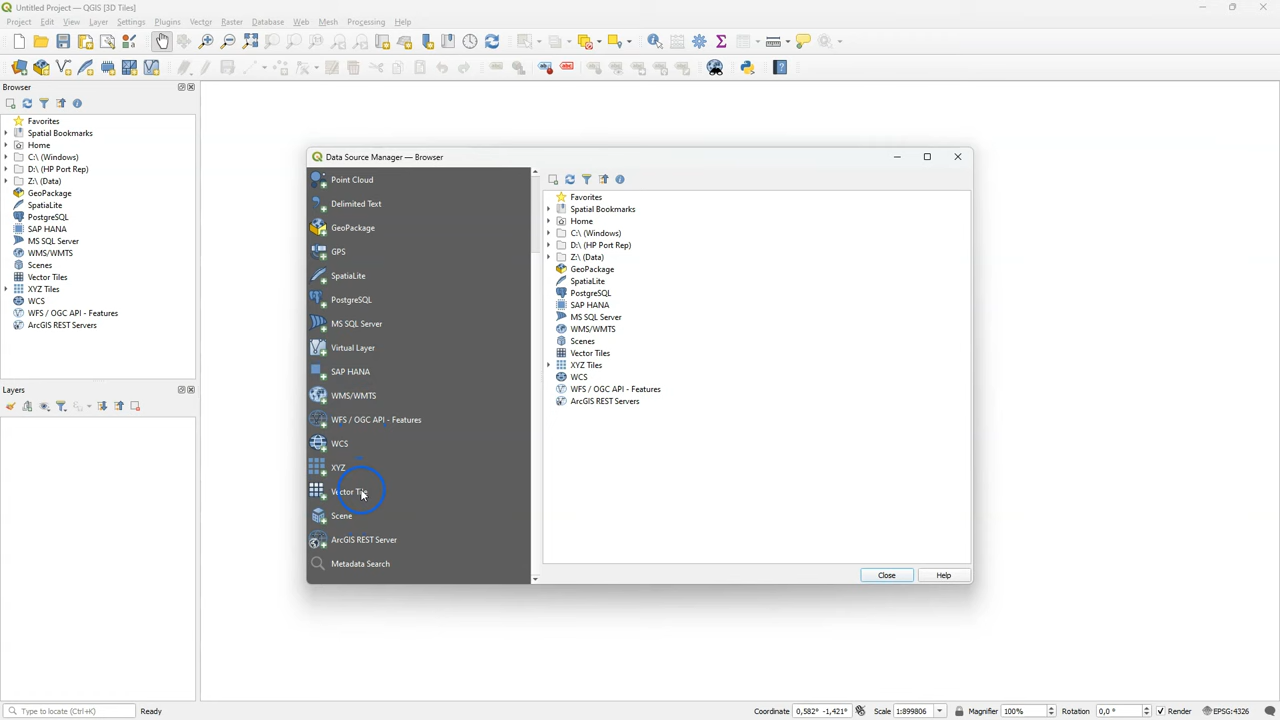 Untitled Project — QGIS [3D Tiles]
Project Edit View Layer Settings Plugins Vector Raster Database Web Mesh Processing Help
Browser
Favorites
Spatial Bookmarks
Home
C:\ (Windows)
D:\ (HP Port Rep)
Z:\ (Data)
GeoPackage
SpatiaLite
PostgreSQL
SAP HANA
MS SQL Server
WMS/WMTS
Scenes
Vector Tiles
XYZ Tiles
WCS
WFS / OGC API - Features
ArcGIS REST Servers
Layers
Data Source Manager — Browser
Point Cloud
Delimited Text
GeoPackage
GPS
SpatiaLite
PostgreSQL
MS SQL Server
Virtual Layer
SAP HANA
WMS/WMTS
WFS / OGC API - Features
WCS
XYZ
Vector Tile
Scene
ArcGIS REST Server
Metadata Search
Favorites
Spatial Bookmarks
Home
C:\ (Windows)
D:\ (HP Port Rep)
Z:\ (Data)
GeoPackage
SpatiaLite
PostgreSQL
SAP HANA
MS SQL Server
WMS/WMTS
Scenes
Vector Tiles
XYZ Tiles
WCS
WFS / OGC API - Features
ArcGIS REST Servers
Close Help
Type to locate (Ctrl+K) Ready Coordinate 0,582° -1,421° Scale 1:899806 Magnifier 100% Rotation 0,0 ° Render EPSG:4326